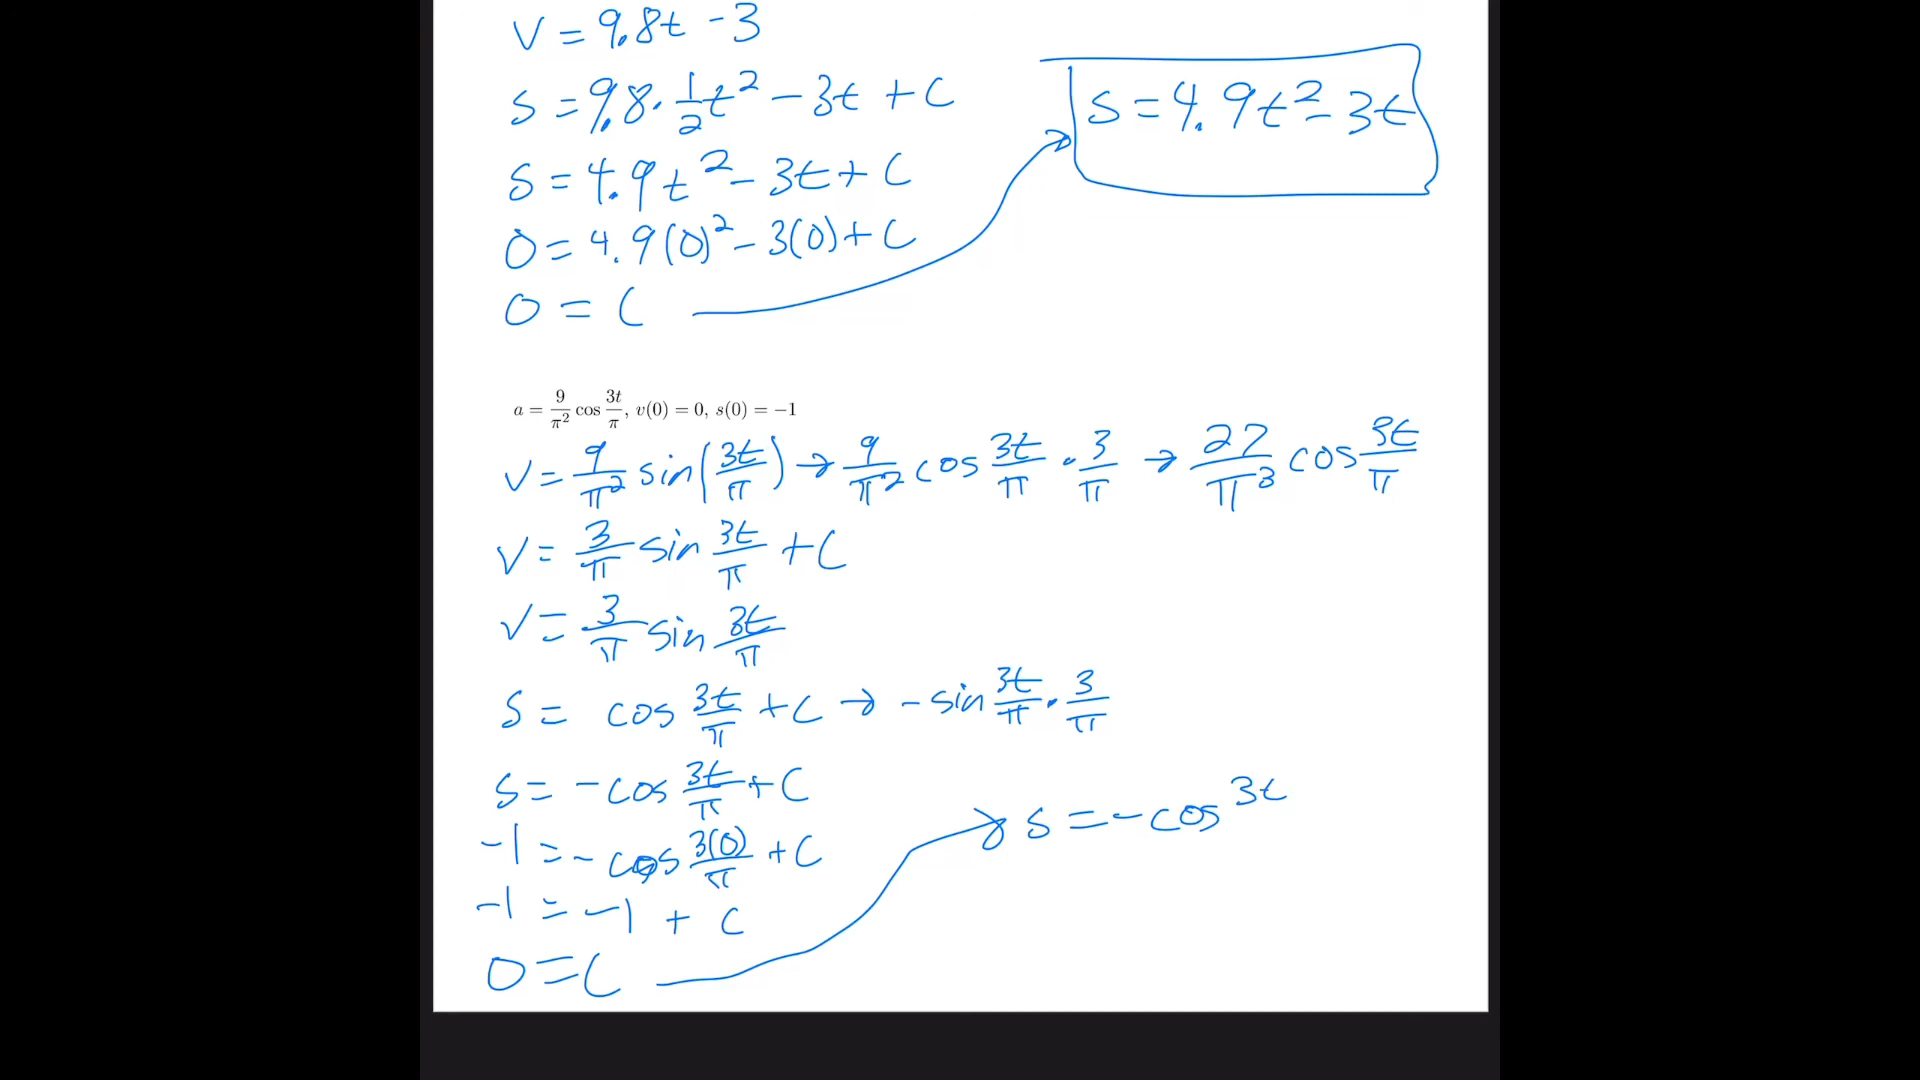 v = 9.8t - 3
s = 9.8 · 1/2 t² - 3t + C
s = 4.9t² - 3t + C
0 = 4.9(0)² - 3(0) + C
0 = C
s = 4.9t² - 3t
a = 9/π² cos 3t/π, v(0) = 0, s(0) = −1
v = 9/π² sin(3t/π) → 9/π² cos 3t/π · 3/π → 27/π³ cos 3t/π
v = 3/π sin 3t/π + C
v = 3/π sin 3t/π
s = cos 3t/π + C → - sin 3t/π · 3/π
s = - cos 3t/π + C
-1 = - cos 3(0)/π + C
-1 = -1 + C
0 = C
s = - cos 3t